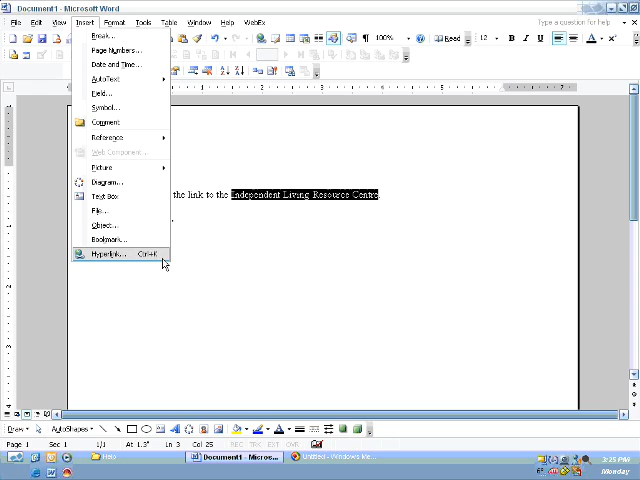 Document1 - Microsoft Word
File Edit View Insert Format Tools Table Window Help WebEx Type a question for help
100% Read 12 B I U
Break...
Page Numbers...
Date and Time...
AutoText
Field...
Symbol...
Comment
Reference
Web Component...
Picture
Diagram...
Text Box
File...
Object...
Bookmark...
Hyperlink... Ctrl+K
the link to the Independent Living Resource Centre.
Draw AutoShapes
Page 1 Sec 1 1/1 At 1.3" Ln 3 Col 25 REC TRK EXT OVR
Help Document1 - Micros... Untitled - Windows Me... 3:25 PM
Monday